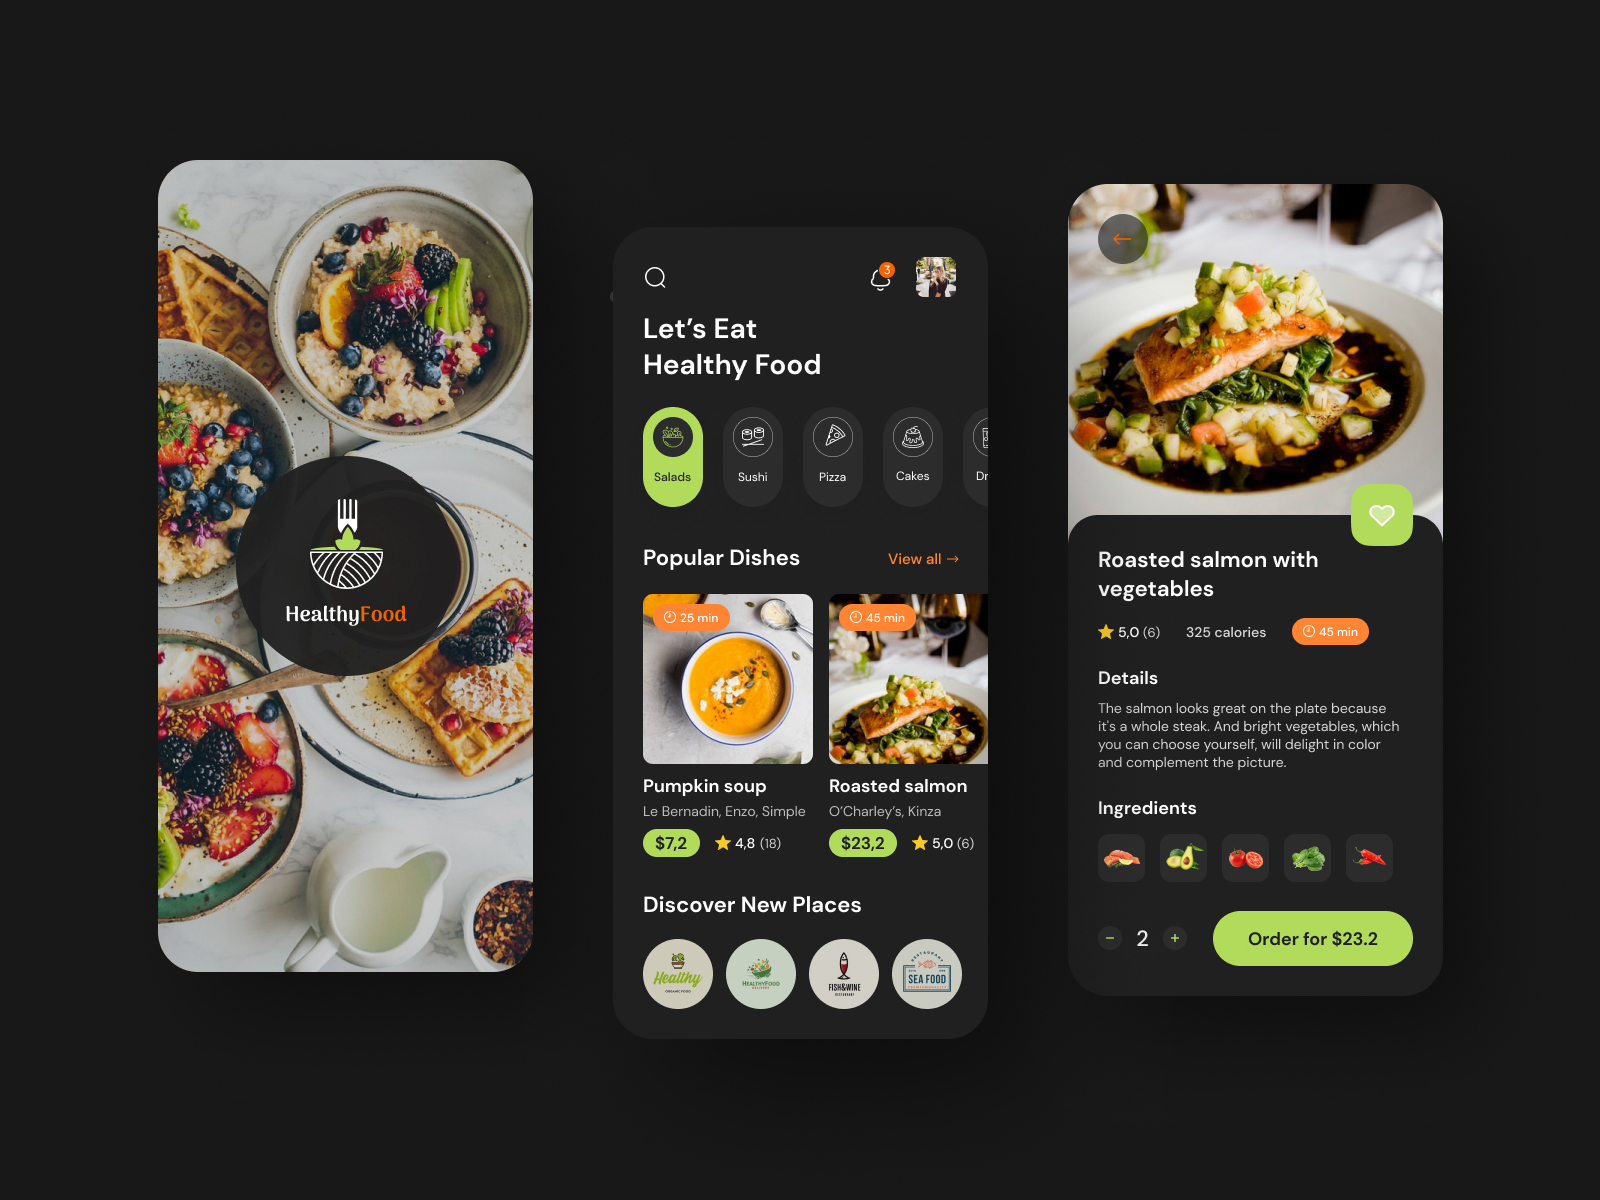 HealthyFood
3
Let's Eat
Healthy Food
Salads
Sushi
Pizza
Cakes
Dr
Popular Dishes
View all →
25 min
45 min
Pumpkin soup
Le Bernadin, Enzo, Simple
$7,2
4,8 (18)
Roasted salmon
O'Charley's, Kinza
$23,2
5,0 (6)
Discover New Places
Healthy
ORGANIC FOOD
HEALTHYFOOD
FISH&WINE
RESTAURANT
RESTAURANT
SEA FOOD
Roasted salmon with
vegetables
5,0 (6)
325 calories
45 min
Details
The salmon looks great on the plate because
it's a whole steak. And bright vegetables, which
you can choose yourself, will delight in color
and complement the picture.
Ingredients
− 2 +
Order for $23.2